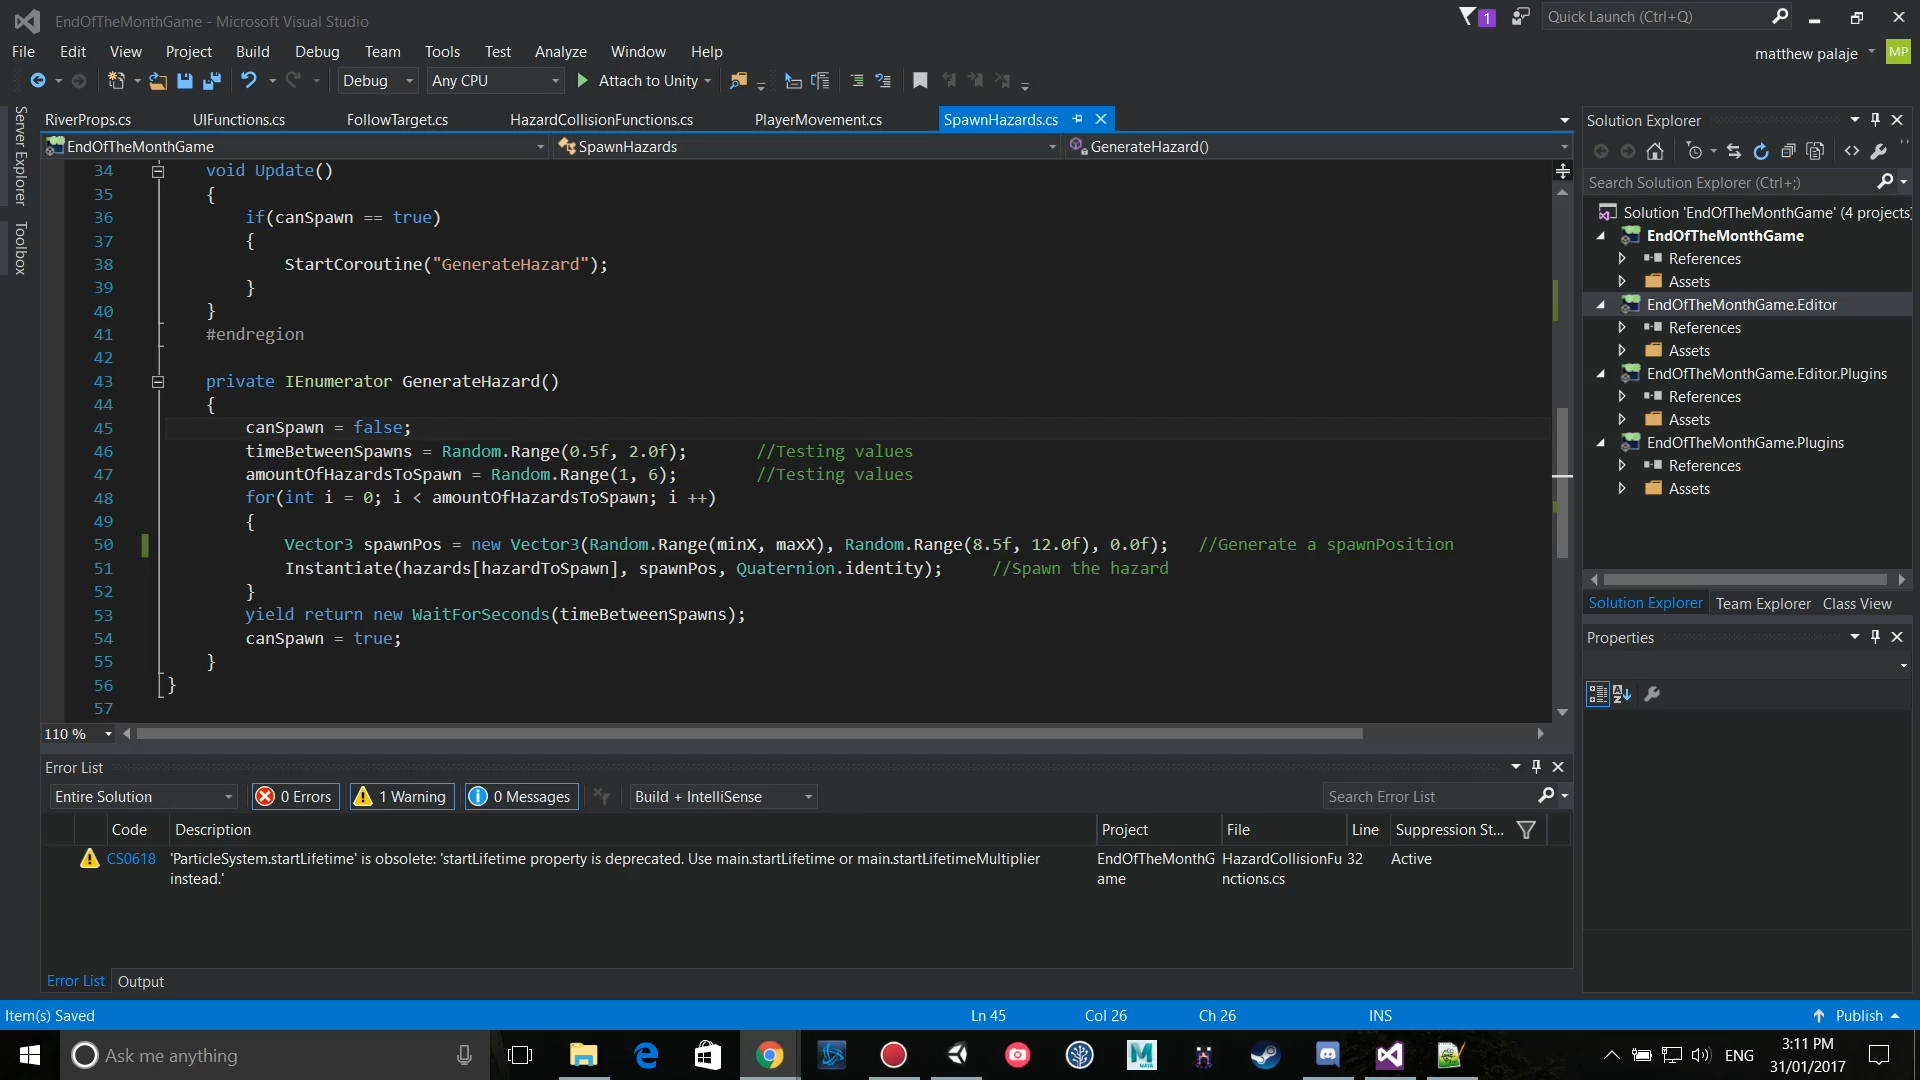 EndOfTheMonthGame - Microsoft Visual Studio
1
Quick Launch (Ctrl+Q)
File Edit View Project Build Debug Team Tools Test Analyze Window Help
matthew palaje MP
Debug Any CPU Attach to Unity
Server Explorer
Toolbox
RiverProps.cs UIFunctions.cs FollowTarget.cs HazardCollisionFunctions.cs PlayerMovement.cs SpawnHazards.cs
EndOfTheMonthGame SpawnHazards GenerateHazard()
34 void Update()
35 {
36 if(canSpawn == true)
37 {
38 StartCoroutine("GenerateHazard");
39 }
40 }
41 #endregion
42
43 private IEnumerator GenerateHazard()
44 {
45 canSpawn = false;
46 timeBetweenSpawns = Random.Range(0.5f, 2.0f); //Testing values
47 amountOfHazardsToSpawn = Random.Range(1, 6); //Testing values
48 for(int i = 0; i < amountOfHazardsToSpawn; i ++)
49 {
50 Vector3 spawnPos = new Vector3(Random.Range(minX, maxX), Random.Range(8.5f, 12.0f), 0.0f); //Generate a spawnPosition
51 Instantiate(hazards[hazardToSpawn], spawnPos, Quaternion.identity); //Spawn the hazard
52 }
53 yield return new WaitForSeconds(timeBetweenSpawns);
54 canSpawn = true;
55 }
56 }
57
110 %
Solution Explorer
Search Solution Explorer (Ctrl+;)
Solution 'EndOfTheMonthGame' (4 projects)
EndOfTheMonthGame
References
Assets
EndOfTheMonthGame.Editor
References
Assets
EndOfTheMonthGame.Editor.Plugins
References
Assets
EndOfTheMonthGame.Plugins
References
Assets
Solution Explorer Team Explorer Class View
Properties
Error List
Entire Solution 0 Errors 1 Warning 0 Messages Build + IntelliSense Search Error List
Code Description Project File Line Suppression St...
CS0618 'ParticleSystem.startLifetime' is obsolete: 'startLifetime property is deprecated. Use main.startLifetime or main.startLifetimeMultiplier EndOfTheMonthG HazardCollisionFu 32 Active
instead.' ame nctions.cs
Error List Output
Item(s) Saved Ln 45 Col 26 Ch 26 INS Publish
Ask me anything
MAYA
ENG
3:11 PM
31/01/2017